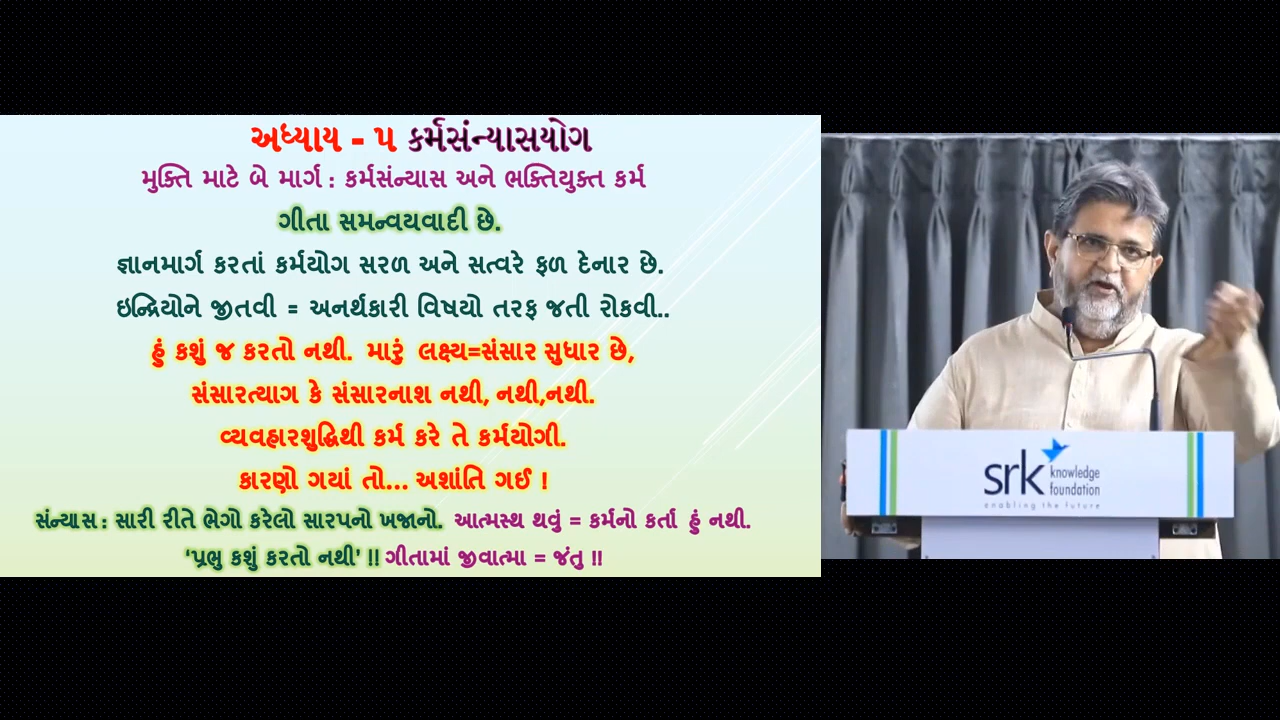 અધ્યાય - ૫ કર્મસંન્યાસયોગ
મુક્તિ માટે બે માર્ગ : કર્મસંન્યાસ અને ભક્તિયુક્ત કર્મ
ગીતા સમન્વયવાદી છે.
જ્ઞાનમાર્ગ કરતાં કર્મયોગ સરળ અને સત્વરે ફળ દેનાર છે.
ઇન્દ્રિયોને જીતવી = અનર્થકારી વિષયો તરફ જતી રોકવી..
હું કશું જ કરતો નથી. મારું લક્ષ્ય=સંસાર સુધાર છે,
સંસારત્યાગ કે સંસારનાશ નથી, નથી,નથી.
વ્યવહારશુદ્ધિથી કર્મ કરે તે કર્મયોગી.
કારણો ગયાં તો... અશાંતિ ગઈ !
સંન્યાસ : સારી રીતે ભેગો કરેલો સારપનો ખજાનો. આત્મસ્થ થવું = કર્મનો કર્તા હું નથી.
‘પ્રભુ કશું કરતો નથી' !! ગીતામાં જીવાત્મા = જંતુ !!
srk knowledge
foundation
enabling the future